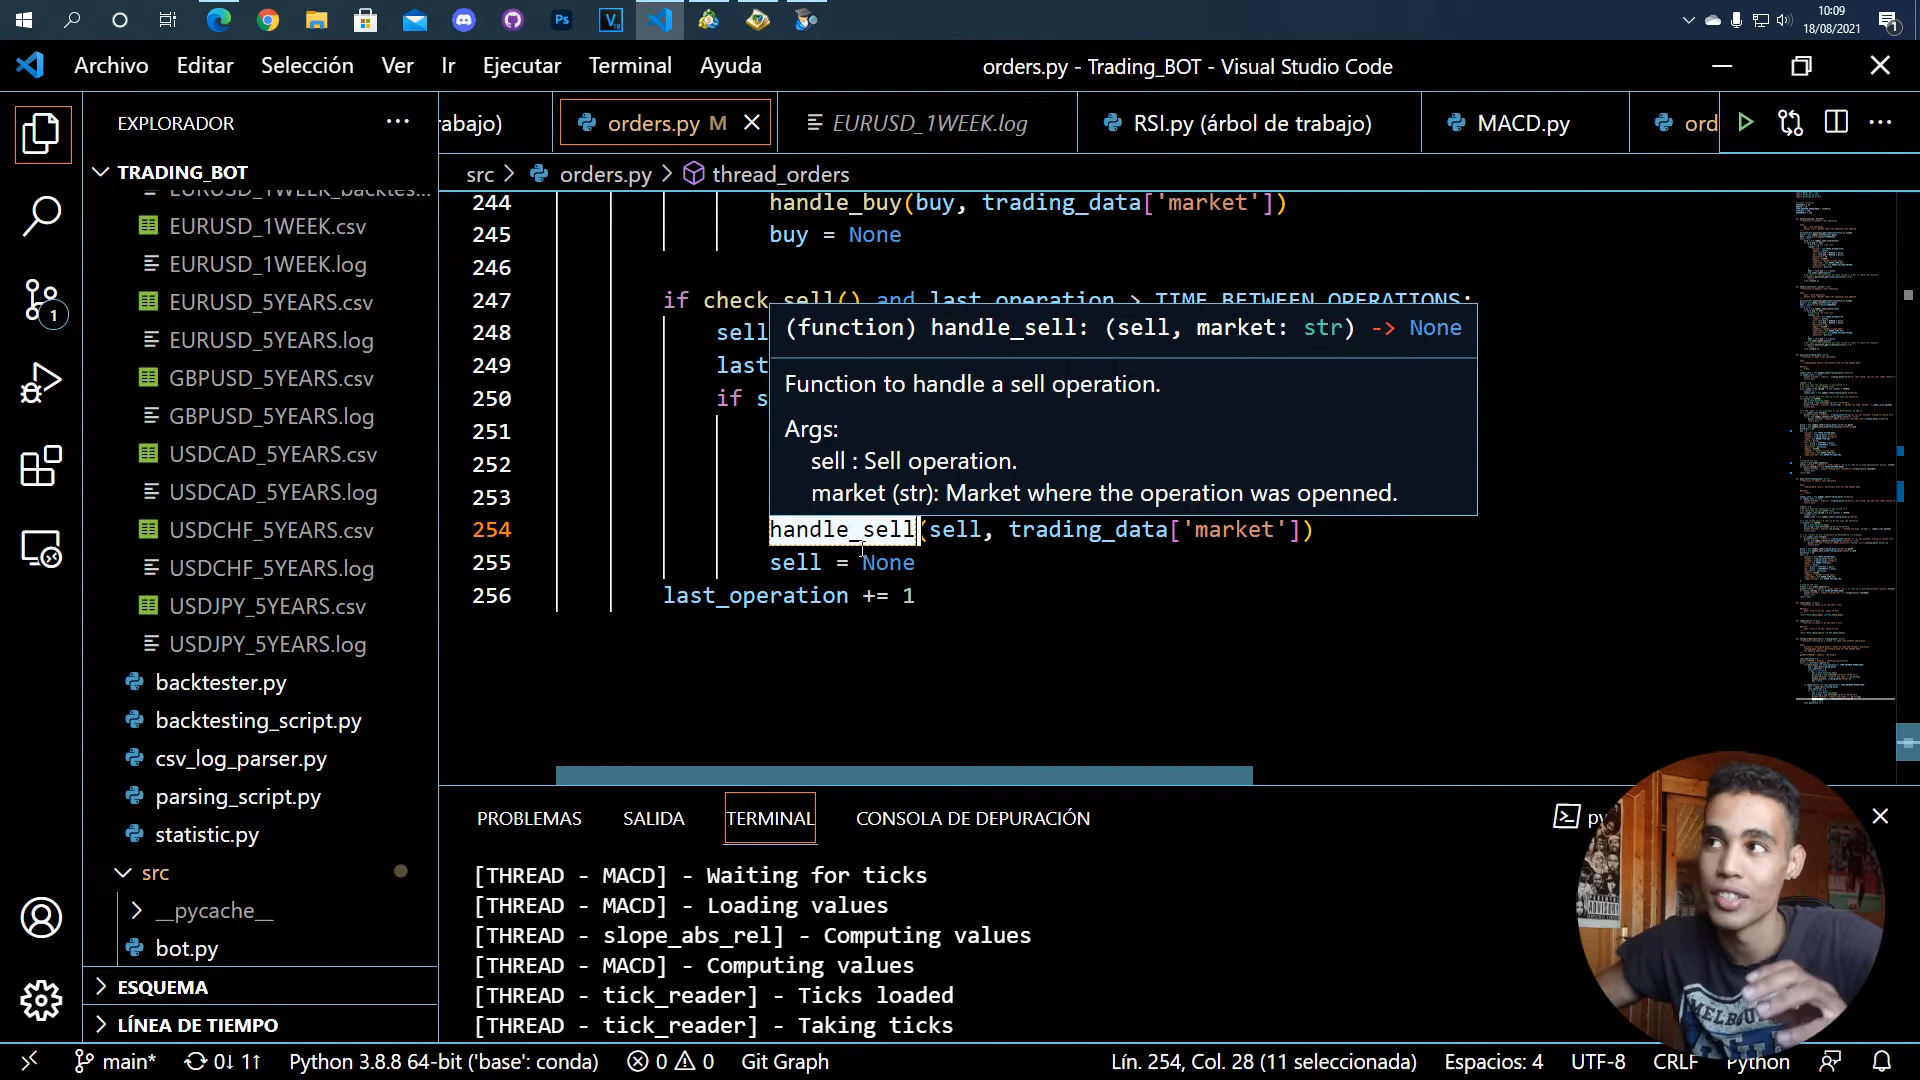 10:09
18/08/2021
1
Archivo Editar Selección Ver Ir Ejecutar Terminal Ayuda
orders.py - Trading_BOT - Visual Studio Code
EXPLORADOR
rabajo)
orders.py M
EURUSD_1WEEK.log
RSI.py (árbol de trabajo)
MACD.py
ord
TRADING_BOT
src > orders.py > thread_orders
EURUSD_1WEEK_backtes...
EURUSD_1WEEK.csv
EURUSD_1WEEK.log
EURUSD_5YEARS.csv
EURUSD_5YEARS.log
GBPUSD_5YEARS.csv
GBPUSD_5YEARS.log
USDCAD_5YEARS.csv
USDCAD_5YEARS.log
USDCHF_5YEARS.csv
USDCHF_5YEARS.log
USDJPY_5YEARS.csv
USDJPY_5YEARS.log
backtester.py
backtesting_script.py
csv_log_parser.py
parsing_script.py
statistic.py
src
__pycache__
bot.py
ESQUEMA
LÍNEA DE TIEMPO
1
244 handle_buy(buy, trading_data['market'])
245 buy = None
246
247 if check_sell() and last_operation > TIME_BETWEEN_OPERATIONS:
248 sell
249 last
250 if s
251
252
253
(function) handle_sell: (sell, market: str) -> None
Function to handle a sell operation.
Args:
sell : Sell operation.
market (str): Market where the operation was openned.
254 handle_sell(sell, trading_data['market'])
255 sell = None
256 last_operation += 1
PROBLEMAS SALIDA TERMINAL CONSOLA DE DEPURACIÓN
py
[THREAD - MACD] - Waiting for ticks
[THREAD - MACD] - Loading values
[THREAD - slope_abs_rel] - Computing values
[THREAD - MACD] - Computing values
[THREAD - tick_reader] - Ticks loaded
[THREAD - tick_reader] - Taking ticks
main* 0↓ 1↑ Python 3.8.8 64-bit ('base': conda) 0 0 Git Graph
Lín. 254, Col. 28 (11 seleccionada) Espacios: 4 UTF-8 CRLF Python